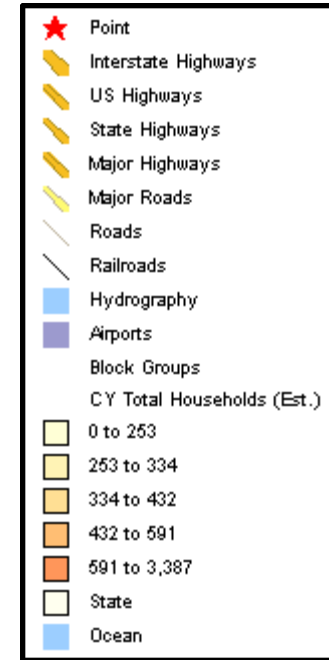 Point
Interstate Highways
US Highways
State Highways
Major Highways
Major Roads
Roads
Railroads
Hydrography
Airports
Block Groups
CY Total Households (Est.)
0 to 253
253 to 334
334 to 432
432 to 591
591 to 3,387
State
Ocean